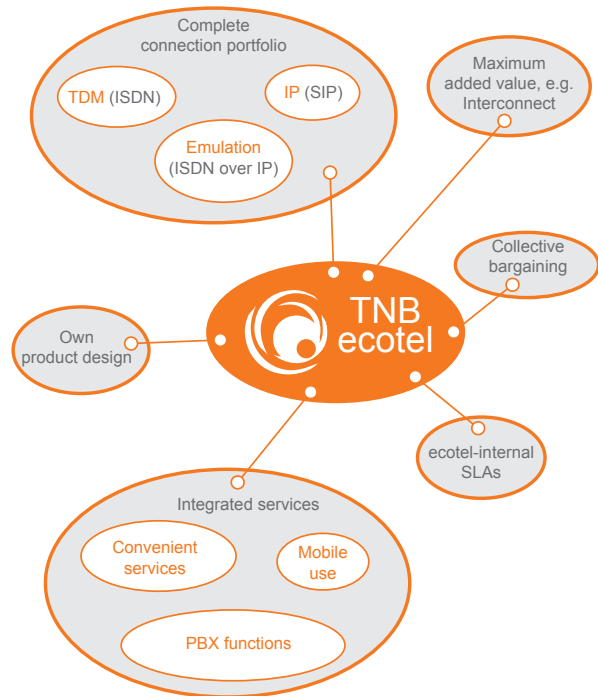 Complete
connection portfolio
TDM (ISDN)
IP (SIP)
Emulation
(ISDN over IP)
Maximum
added value, e.g.
Interconnect
Collective
bargaining
TNB
ecotel
Own
product design
ecotel-internal
SLAs
Integrated services
Convenient
services
Mobile
use
PBX functions